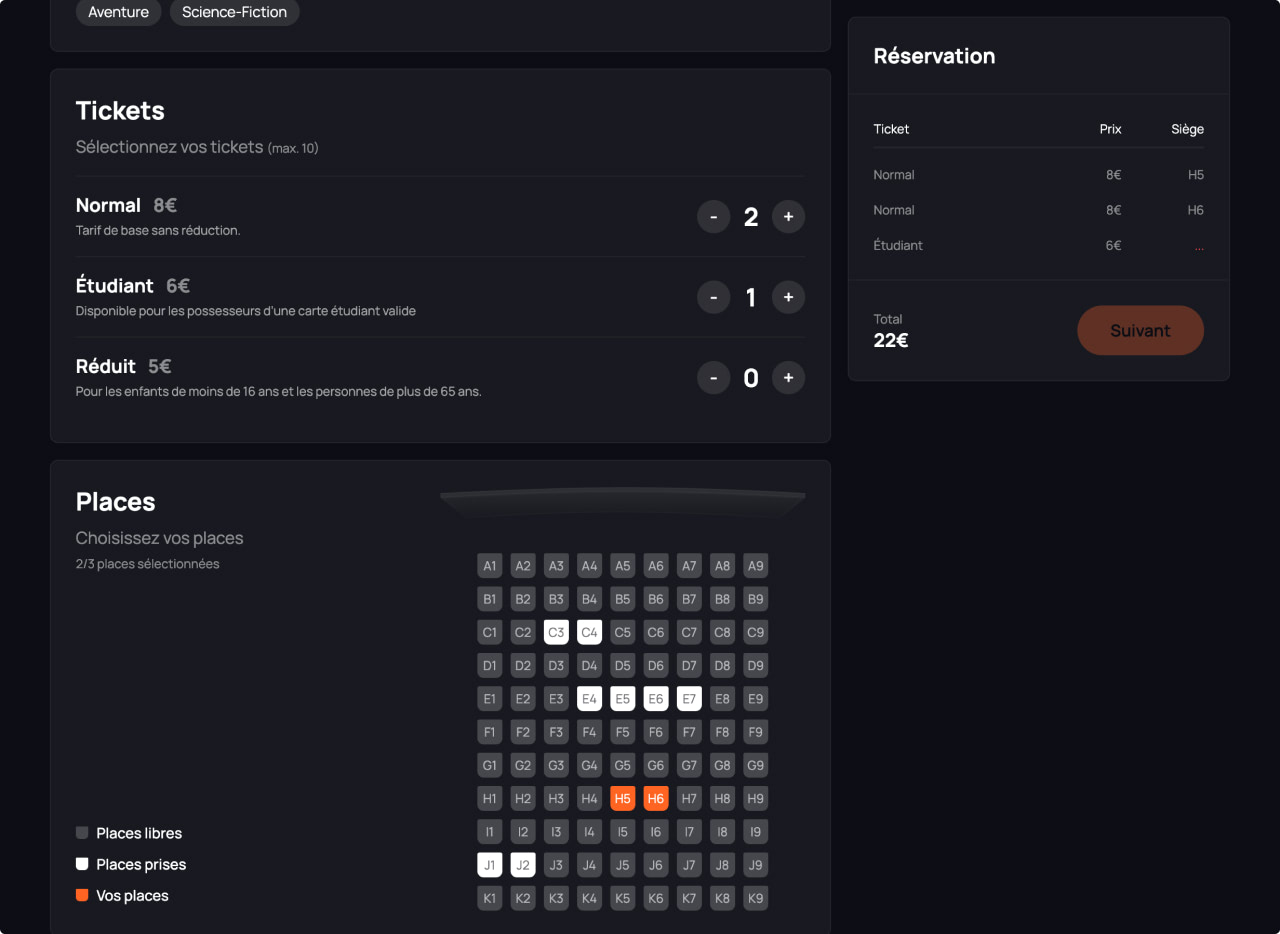 Aventure Science-Fiction
Tickets
Sélectionnez vos tickets (max. 10)
Normal 8€
Tarif de base sans réduction.
- 2 +
Étudiant 6€
Disponible pour les possesseurs d'une carte étudiant valide
- 1 +
Réduit 5€
Pour les enfants de moins de 16 ans et les personnes de plus de 65 ans.
- 0 +
Places
Choisissez vos places
2/3 places sélectionnées
A1 A2 A3 A4 A5 A6 A7 A8 A9
B1 B2 B3 B4 B5 B6 B7 B8 B9
C1 C2 C3 C4 C5 C6 C7 C8 C9
D1 D2 D3 D4 D5 D6 D7 D8 D9
E1 E2 E3 E4 E5 E6 E7 E8 E9
F1 F2 F3 F4 F5 F6 F7 F8 F9
G1 G2 G3 G4 G5 G6 G7 G8 G9
H1 H2 H3 H4 H5 H6 H7 H8 H9
I1 I2 I3 I4 I5 I6 I7 I8 I9
J1 J2 J3 J4 J5 J6 J7 J8 J9
K1 K2 K3 K4 K5 K6 K7 K8 K9
Places libres
Places prises
Vos places
Réservation
Ticket Prix Siège
Normal 8€ H5
Normal 8€ H6
Étudiant 6€ ...
Total
22€
Suivant